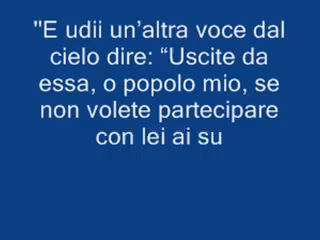 "E udii un’altra voce dal
cielo dire: “Uscite da
essa, o popolo mio, se
non volete partecipare
con lei ai su